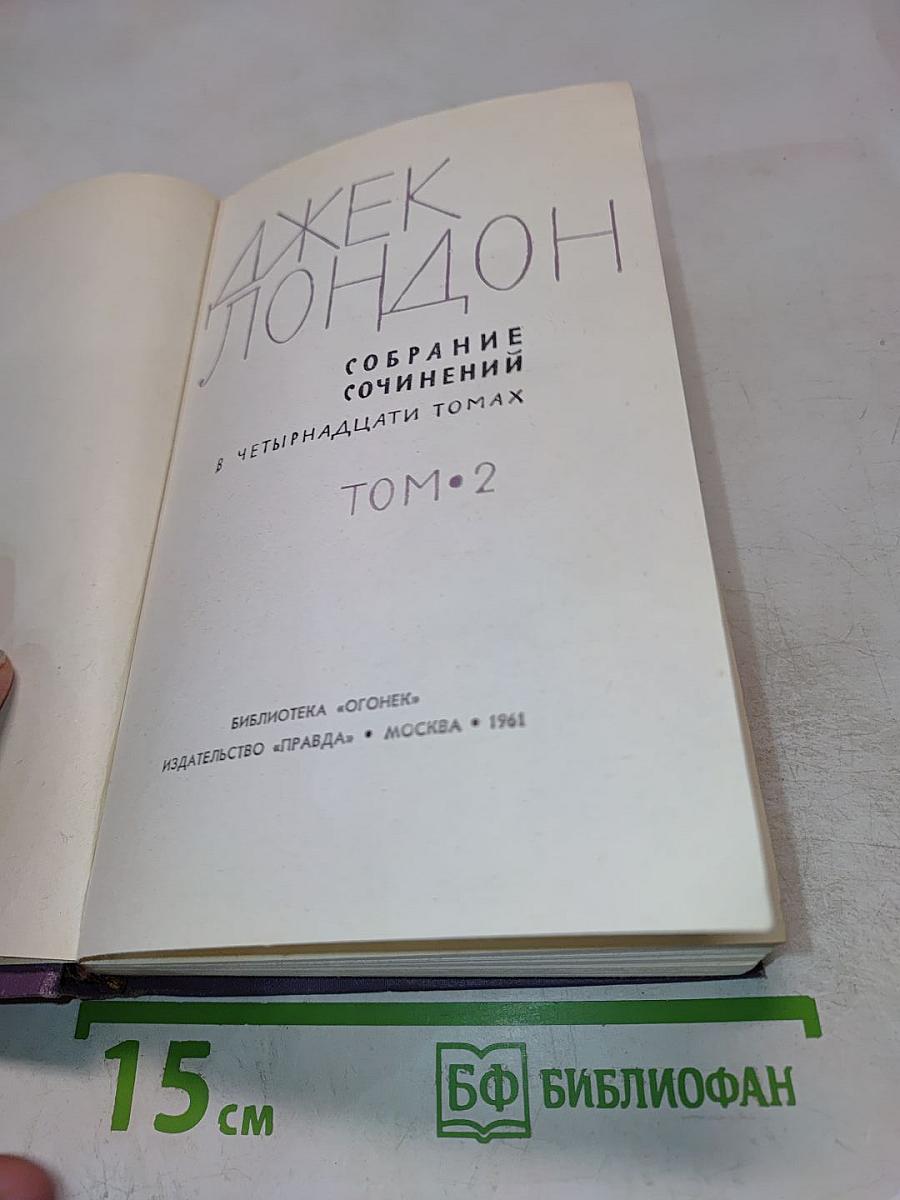 ДЖЕК
ЛОНДОН
СОБРАНИЕ
СОЧИНЕНИЙ
В ЧЕТЫРНАДЦАТИ ТОМАХ
ТОМ•2
БИБЛИОТЕКА «ОГОНЕК»
ИЗДАТЕЛЬСТВО «ПРАВДА» • МОСКВА • 1961
15 см
БФ БИБЛИОФАН